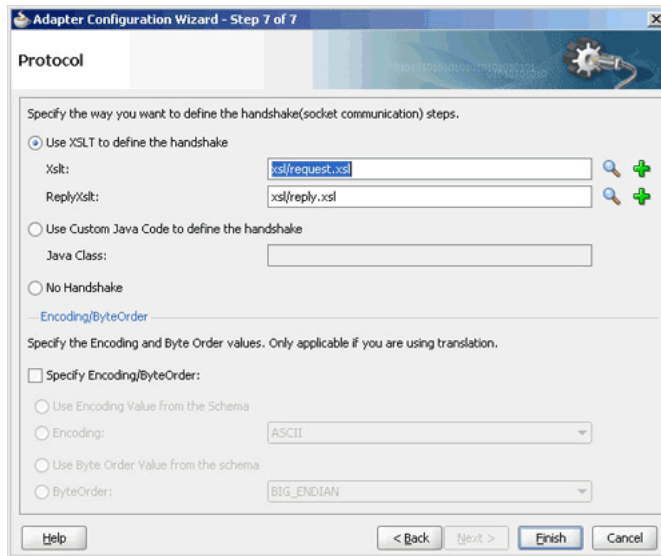 Adapter Configuration Wizard - Step 7 of 7
Protocol
Specify the way you want to define the handshake(socket communication) steps.
Use XSLT to define the handshake
Xslt: xsl/request.xsl
ReplyXslt: xsl/reply.xsl
Use Custom Java Code to define the handshake
Java Class:
No Handshake
Encoding/ByteOrder
Specify the Encoding and Byte Order values. Only applicable if you are using translation.
Specify Encoding/ByteOrder:
Use Encoding Value from the Schema
Encoding: ASCII
Use Byte Order Value from the schema
ByteOrder: BIG_ENDIAN
Help < Back Next > Finish Cancel